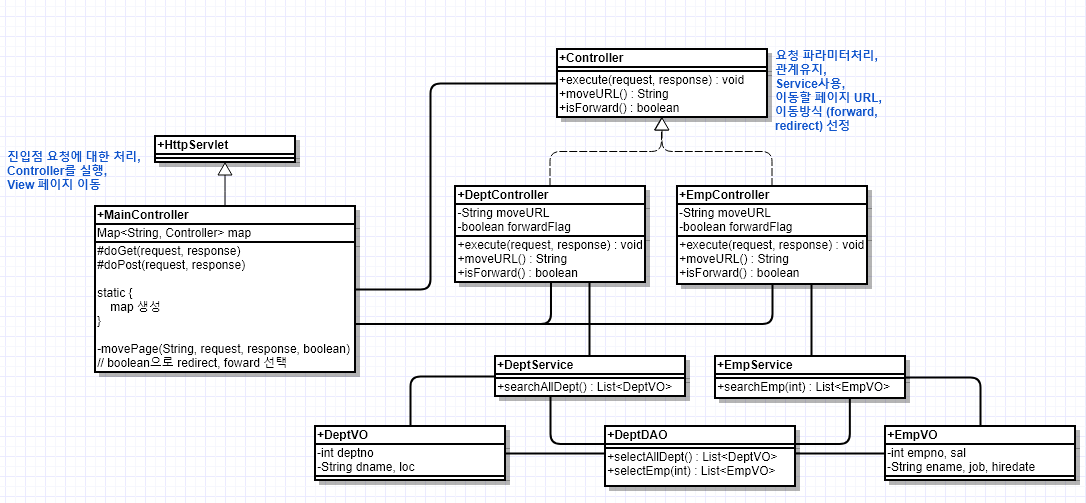 +Controller
+execute(request, response) : void
+moveURL() : String
+isForward() : boolean
요청 파라미터처리,
관계유지,
Service사용,
이동할 페이지 URL,
이동방식 (forward,
redirect) 선정
+HttpServlet
진입점 요청에 대한 처리,
Controller를 실행,
View 페이지 이동
+MainController
Map<String, Controller> map
#doGet(request, response)
#doPost(request, response)
static {
map 생성
}
-movePage(String, request, response, boolean)
// boolean으로 redirect, foward 선택
+DeptController
-String moveURL
-boolean forwardFlag
+execute(request, response) : void
+moveURL() : String
+isForward() : boolean
+EmpController
-String moveURL
-boolean forwardFlag
+execute(request, response) : void
+moveURL() : String
+isForward() : boolean
+DeptService
+searchAllDept() : List<DeptVO>
+EmpService
+searchEmp(int) : List<EmpVO>
+DeptVO
-int deptno
-String dname, loc
+DeptDAO
+selectAllDept() : List<DeptVO>
+selectEmp(int) : List<EmpVO>
+EmpVO
-int empno, sal
-String ename, job, hiredate